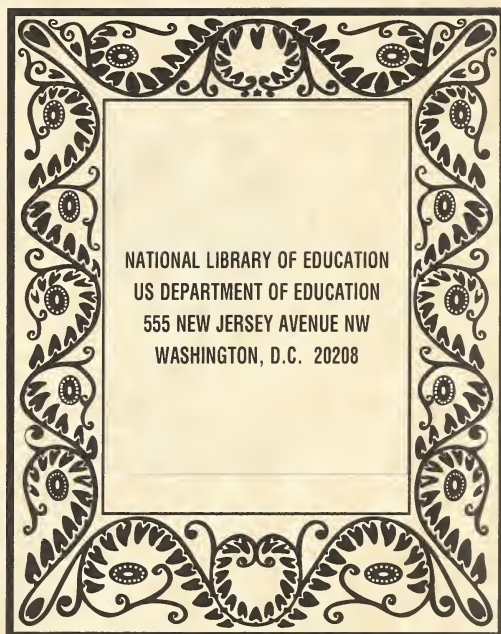 NATIONAL LIBRARY OF EDUCATION
US DEPARTMENT OF EDUCATION
555 NEW JERSEY AVENUE NW
WASHINGTON, D.C. 20208